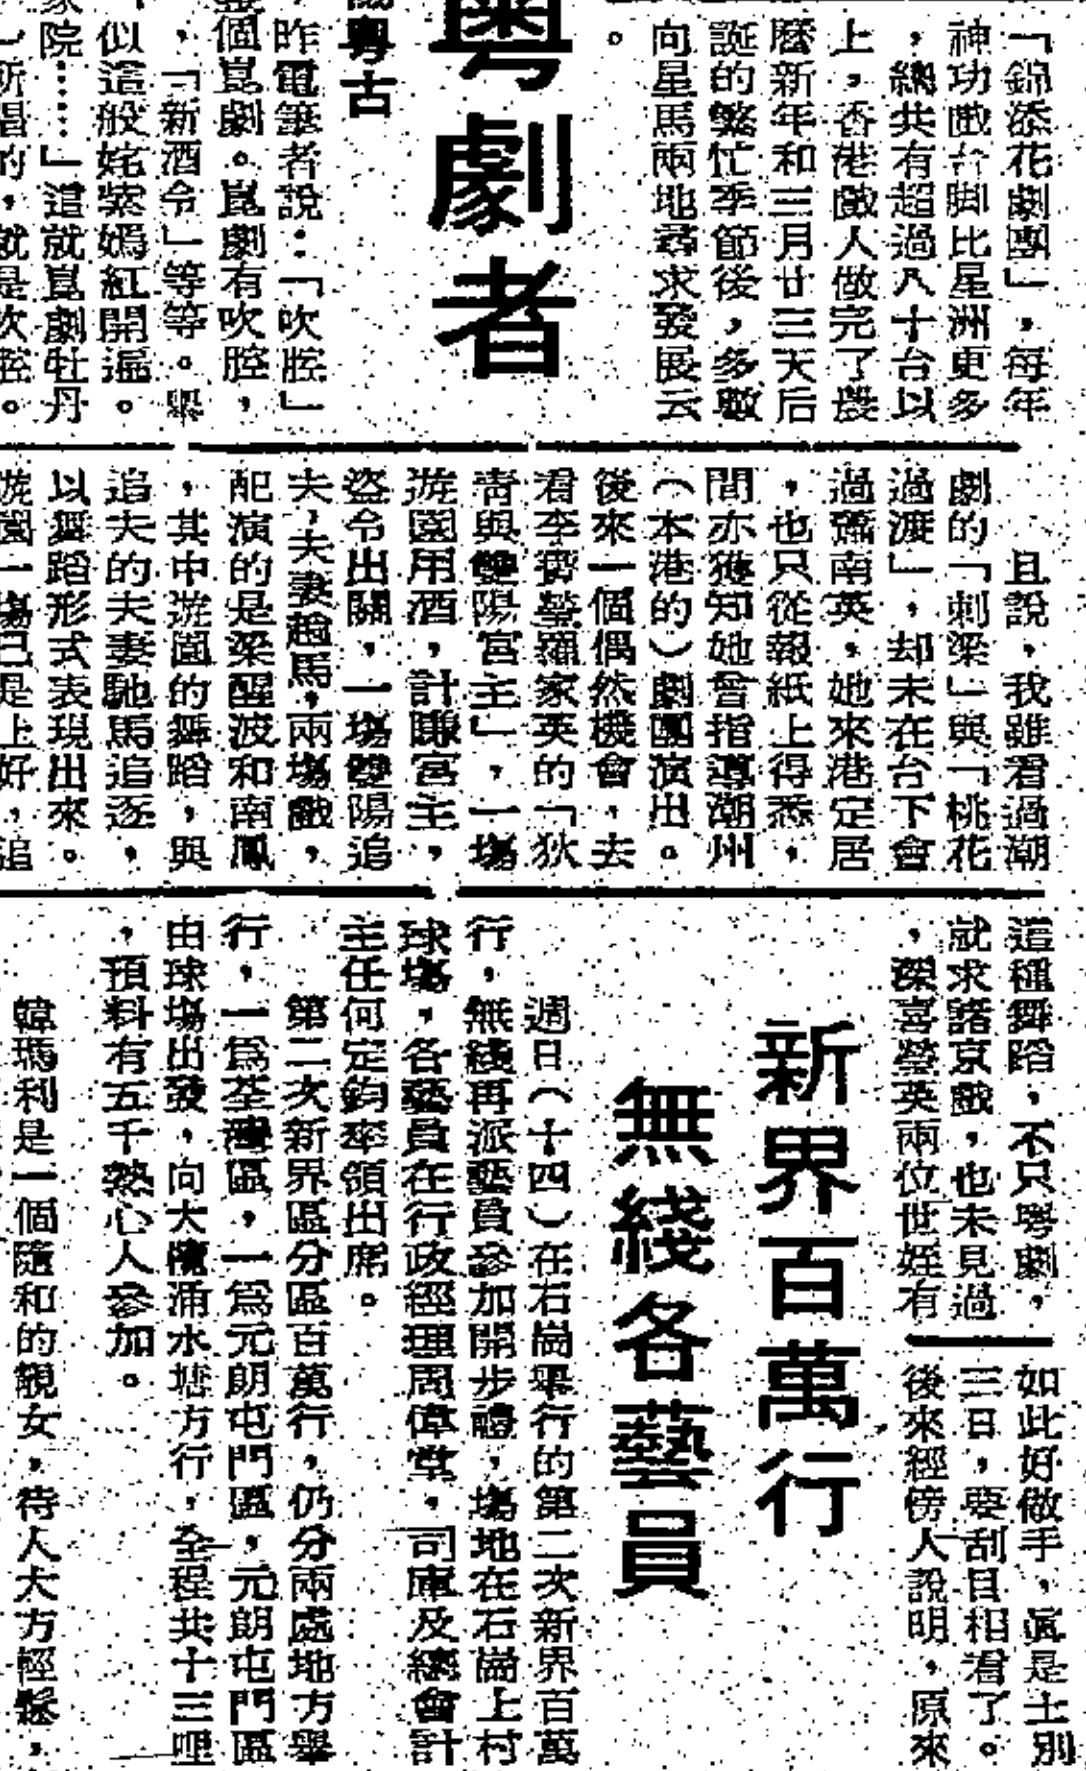 「錦添花劇團」，每年
神功戲台脚比星洲更多
，總共有超過八十台以
上，香港戲人做完了農
曆新年和三月廿三天后
誕的繁忙季節後，多數
向星馬兩地尋求發展云
。
粵劇者
粵古
，昨電筆者說：「吹腔」
個崑劇。崑劇有吹腔，
，「新酒令」等等。舉
似這般姹紫嫣紅開遍。
家院……」這就崑劇牡丹
一所唱的，就是吹腔。
且說，我雖看過潮
劇的「刺梁」與「桃花
過渡」，却未在台下會
過蕭南英，她來港定居
，也只從報紙上得悉，
間亦獲知她曾指導潮州
（本港的）劇團演出。
後來一個偶然機會，去
君李寶瑩羅家英的「狄
青與雙陽宮主」，一場
遊園用酒，計賺宮主，
盜令出關，一場雙陽追
夫，夫妻趕馬，兩場戲，
配演的是梁醒波和南鳳
，其中遊園的舞蹈，與
追夫的夫妻馳馬追逐，
以舞蹈形式表現出來。
遊園一場已是上好，追
這種舞蹈，不只粵劇，
就求諸京戲，也未見過
，深喜瑩英兩位世姪有
如此好做手，眞是士別
三日，要刮目相看了。
後來經傍人說明，原來
新界百萬行
無綫各藝員
週日（十四）在石崗舉行的第二次新界百萬
行，無綫再派藝員參加開步禮，塲地在石崗上村
球塲，各藝員在行政經理周偉堂，司庫及總會計
主任何定鈞率領出席。
第二次新界區分區百萬行，仍分兩處地方舉
行，一爲荃灣區，一爲元朗屯門區，元朗屯門區
由球塲出發，向大欖涌水塘方行，全程共十三哩
，預料有五千熱心人參加。
韓瑪利是一個隨和的靚女，待人大方輕鬆，